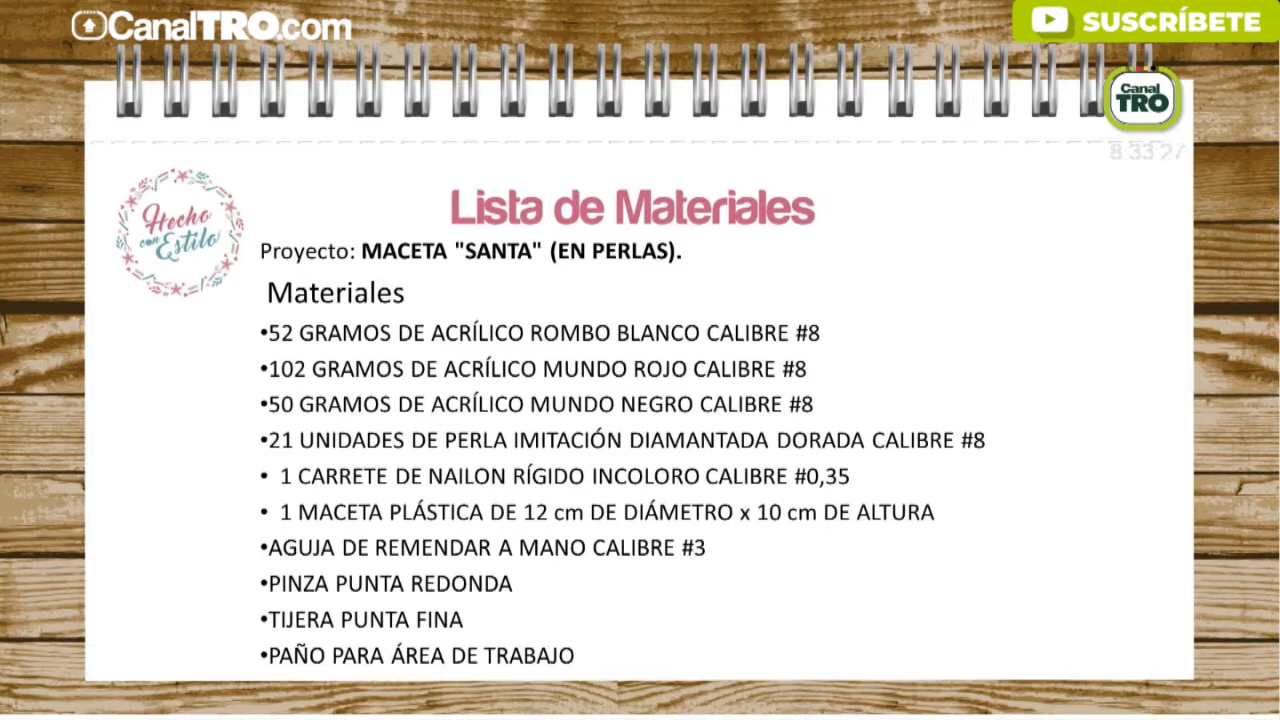 CanalTRO.com
SUSCRÍBETE
Canal
TRO
8:33:27
Hecho
con Estilo
Lista de Materiales
Proyecto: MACETA "SANTA" (EN PERLAS).
Materiales
•52 GRAMOS DE ACRÍLICO ROMBO BLANCO CALIBRE #8
•102 GRAMOS DE ACRÍLICO MUNDO ROJO CALIBRE #8
•50 GRAMOS DE ACRÍLICO MUNDO NEGRO CALIBRE #8
•21 UNIDADES DE PERLA IMITACIÓN DIAMANTADA DORADA CALIBRE #8
• 1 CARRETE DE NAILON RÍGIDO INCOLORO CALIBRE #0,35
• 1 MACETA PLÁSTICA DE 12 cm DE DIÁMETRO x 10 cm DE ALTURA
•AGUJA DE REMENDAR A MANO CALIBRE #3
•PINZA PUNTA REDONDA
•TIJERA PUNTA FINA
•PAÑO PARA ÁREA DE TRABAJO